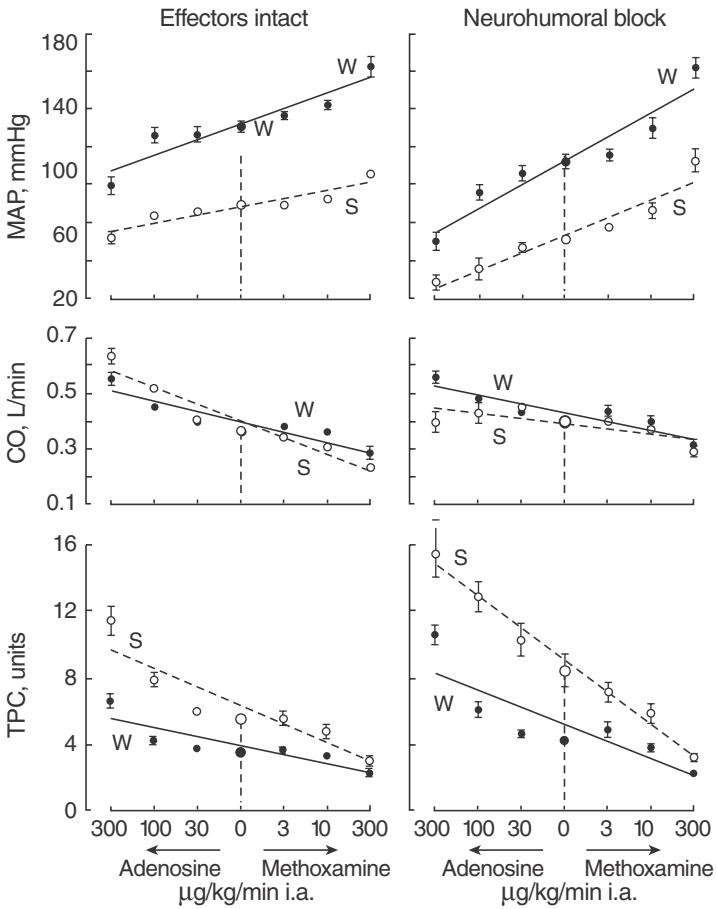 Effectors intact
Neurohumoral block
MAP, mmHg
180
140
100
60
20
W
W
S
W
S
CO, L/min
0.7
0.5
0.3
0.1
W
S
W
S
TPC, units
16
12
8
4
0
S
W
S
W
300 100 30 0 3 10 300
300 100 30 0 3 10 300
Adenosine Methoxamine
Adenosine Methoxamine
μg/kg/min i.a.
μg/kg/min i.a.